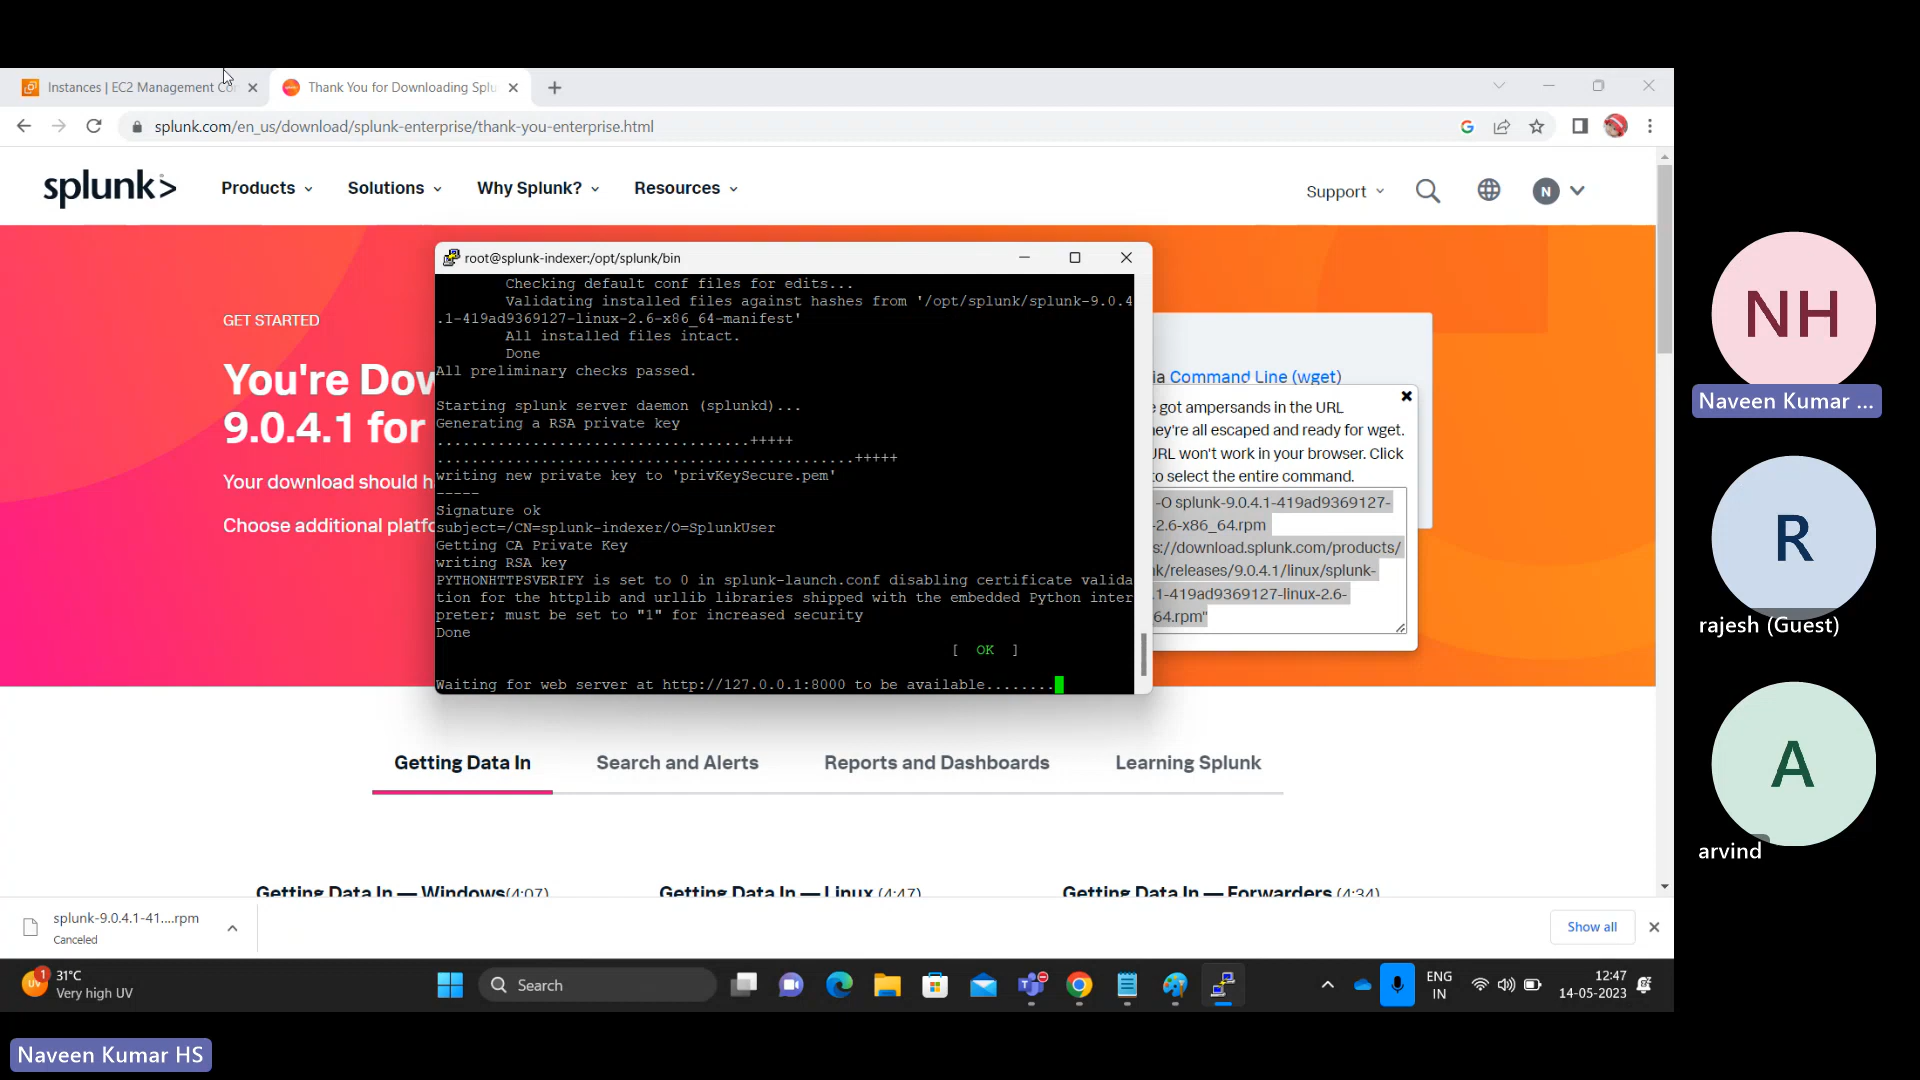 Instances | EC2 Management Co
Thank You for Downloading Splu
splunk.com/en_us/download/splunk-enterprise/thank-you-enterprise.html
splunk>
Products
Solutions
Why Splunk?
Resources
Support
N
GET STARTED
You're Dow
9.0.4.1 for
Your download should h
Choose additional platfo
root@splunk-indexer:/opt/splunk/bin
Checking default conf files for edits...
Validating installed files against hashes from '/opt/splunk/splunk-9.0.4
.1-419ad9369127-linux-2.6-x86_64-manifest'
All installed files intact.
Done
All preliminary checks passed.
Starting splunk server daemon (splunkd)...
Generating a RSA private key
....................................+++++
................................................+++++
writing new private key to 'privKeySecure.pem'
-----
Signature ok
subject=/CN=splunk-indexer/O=SplunkUser
Getting CA Private Key
writing RSA key
PYTHONHTTPSVERIFY is set to 0 in splunk-launch.conf disabling certificate valida
tion for the httplib and urllib libraries shipped with the embedded Python inter
preter; must be set to "1" for increased security
Done
[ OK ]
Waiting for web server at http://127.0.0.1:8000 to be available........
ia Command Line (wget)
e got ampersands in the URL
ey're all escaped and ready for wget.
URL won't work in your browser. Click
to select the entire command.
-O splunk-9.0.4.1-419ad9369127-
-2.6-x86_64.rpm
s://download.splunk.com/products/
nk/releases/9.0.4.1/linux/splunk-
.1-419ad9369127-linux-2.6-
64.rpm"
Getting Data In
Search and Alerts
Reports and Dashboards
Learning Splunk
Getting Data In — Windows(4:07)
Getting Data In — Linux (4:47)
Getting Data In — Forwarders (4:34)
splunk-9.0.4.1-41....rpm
Canceled
Show all
1
31°C
Very high UV
Search
ENG
IN
12:47
14-05-2023
NH
Naveen Kumar ...
R
rajesh (Guest)
A
arvind
Naveen Kumar HS